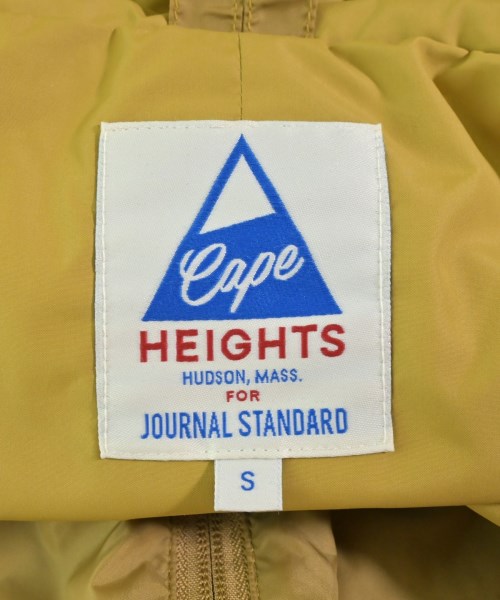 Cape
HEIGHTS
HUDSON, MASS.
FOR
JOURNAL STANDARD
S